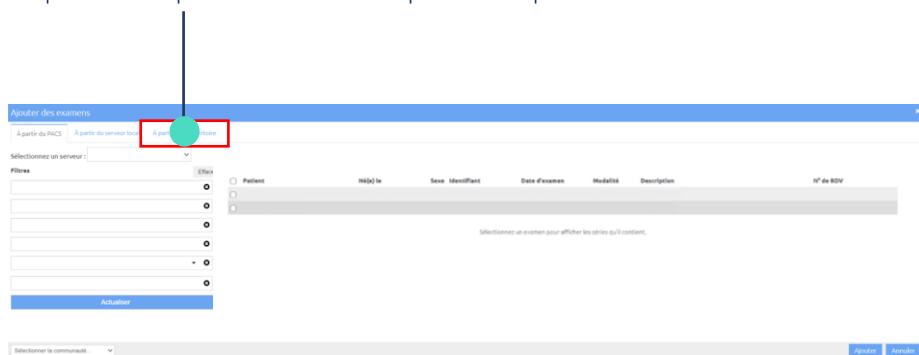 Ajouter des examens
À partir du PACS À partir du serveur local À
Sélectionnez un serveur :
Filtres
Patient Né(e) le Sexe Identifiant Date d'examen Modalité Description N° de RDV
Sélectionnez un examen pour afficher les séries qu'il contient.
Actualiser
Sélectionner la communauté...
Ajouter Annuler